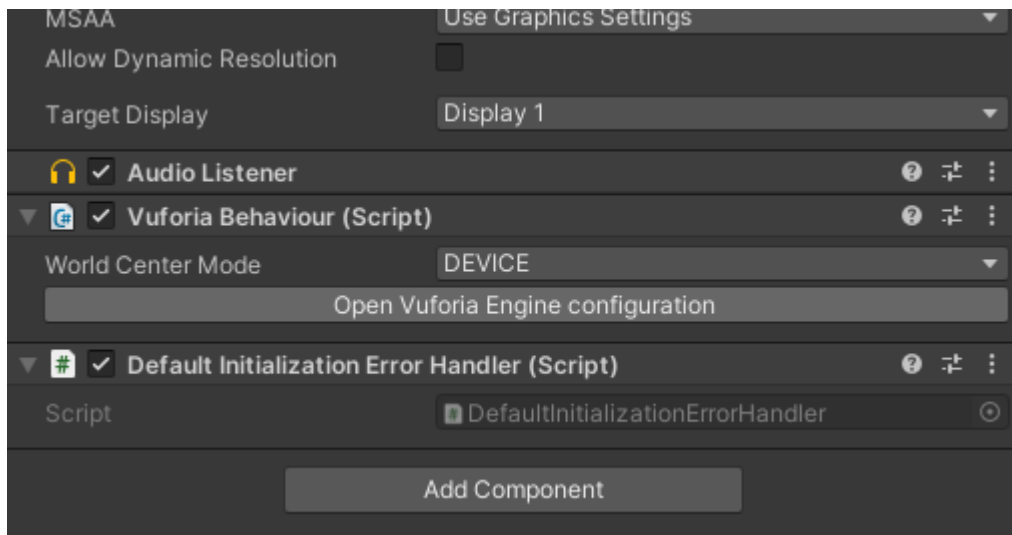 MSAA Use Graphics Settings
Allow Dynamic Resolution
Target Display Display 1
Audio Listener
Vuforia Behaviour (Script)
World Center Mode DEVICE
Open Vuforia Engine configuration
# Default Initialization Error Handler (Script)
Script # DefaultInitializationErrorHandler
Add Component